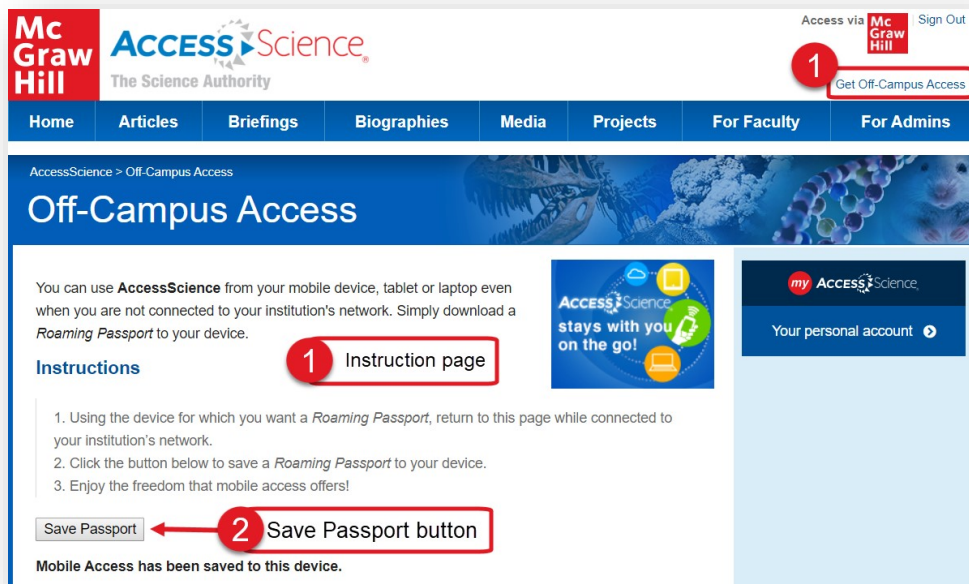 Mc
Graw
Hill
ACCESS Science®
The Science Authority
Access via
Mc
Graw
Hill
Sign Out
1
Get Off-Campus Access
Home Articles Briefings Biographies Media Projects For Faculty For Admins
AccessScience > Off-Campus Access
Off-Campus Access
You can use AccessScience from your mobile device, tablet or laptop even
when you are not connected to your institution's network. Simply download a
Roaming Passport to your device.
ACCESS Science
stays with you
on the go!
my ACCESS Science
Your personal account
Instructions
1 Instruction page
1. Using the device for which you want a Roaming Passport, return to this page while connected to
your institution's network.
2. Click the button below to save a Roaming Passport to your device.
3. Enjoy the freedom that mobile access offers!
Save Passport
2 Save Passport button
Mobile Access has been saved to this device.